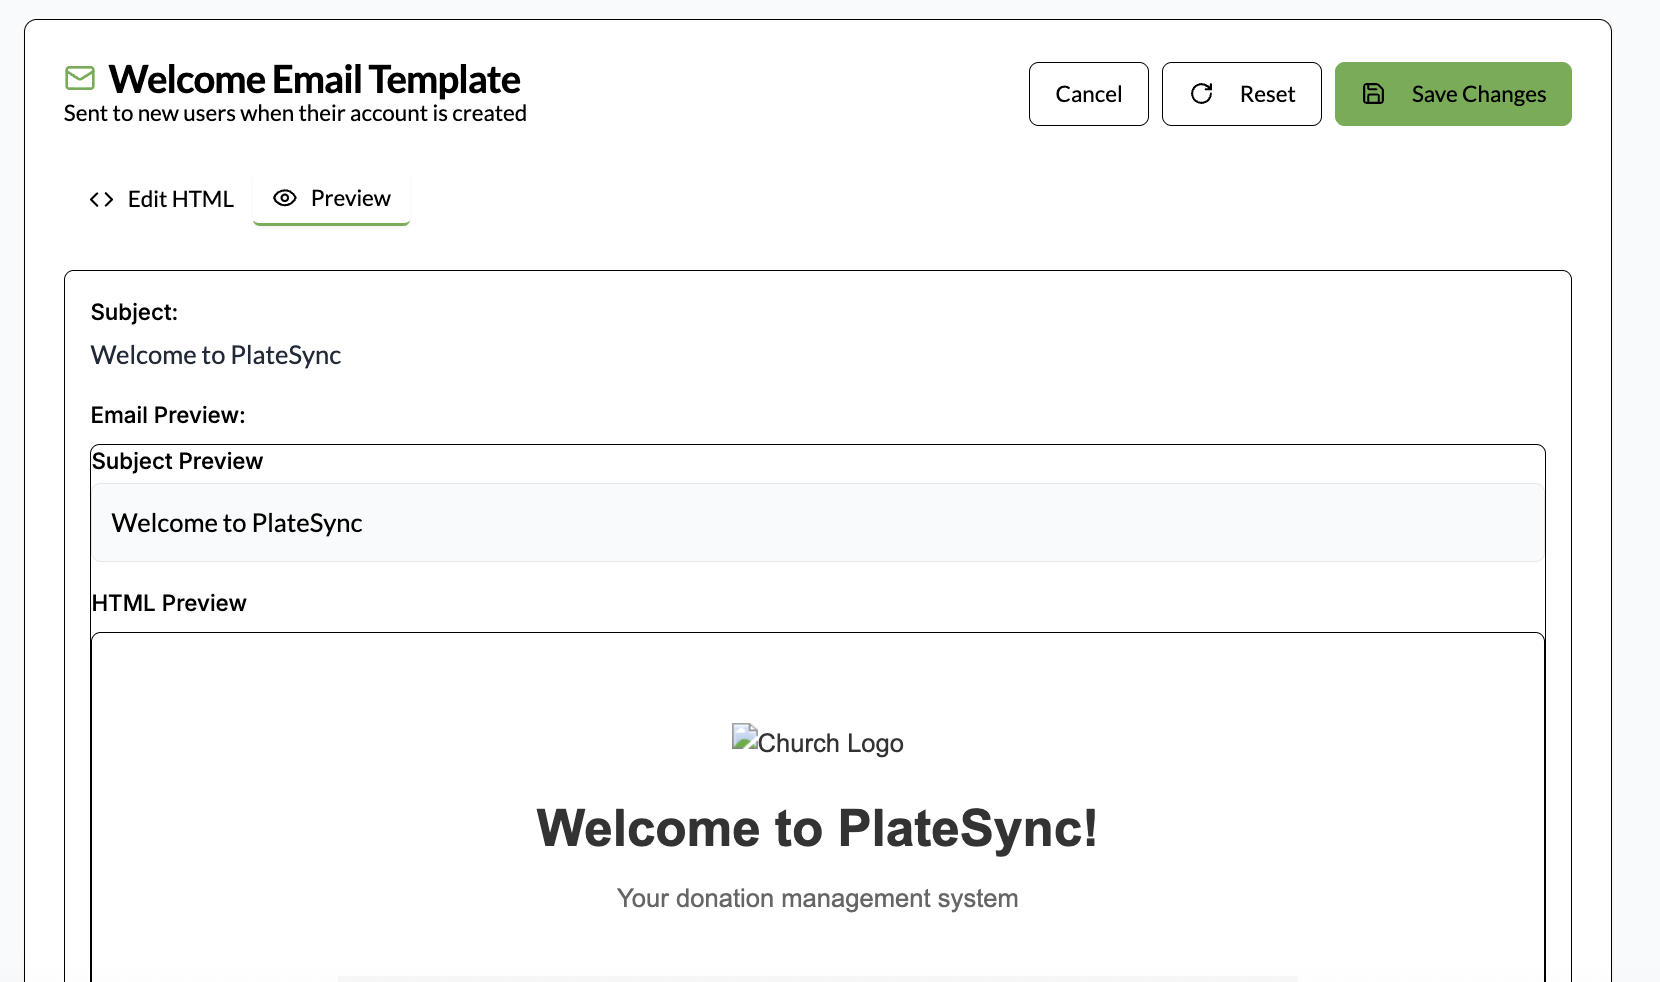 Welcome Email Template
Sent to new users when their account is created
Cancel
Reset
Save Changes
Edit HTML
Preview
Subject:
Welcome to PlateSync
Email Preview:
Subject Preview
Welcome to PlateSync
HTML Preview
Church Logo
Welcome to PlateSync!
Your donation management system